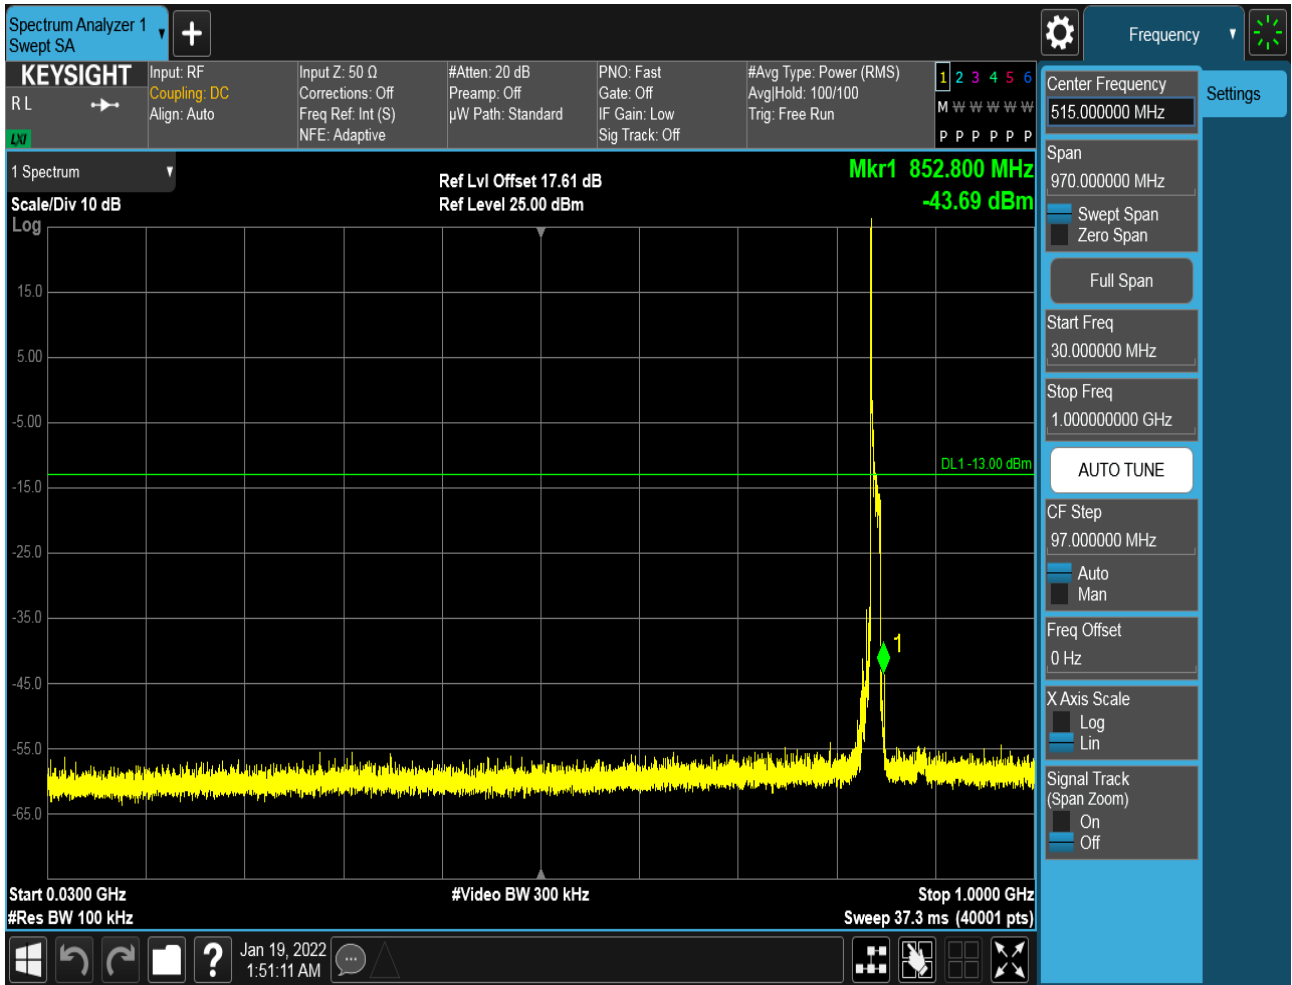 Spectrum Analyzer 1
Swept SA
Frequency
KEYSIGHT
R L
LXI
Input: RF
Coupling: DC
Align: Auto
Input Z: 50 Ω
Corrections: Off
Freq Ref: Int (S)
NFE: Adaptive
#Atten: 20 dB
Preamp: Off
µW Path: Standard
PNO: Fast
Gate: Off
IF Gain: Low
Sig Track: Off
#Avg Type: Power (RMS)
Avg|Hold: 100/100
Trig: Free Run
1 2 3 4 5 6
M W W W W W
P P P P P P
1 Spectrum
Scale/Div 10 dB
Log
Ref Lvl Offset 17.61 dB
Ref Level 25.00 dBm
Mkr1 852.800 MHz
-43.69 dBm
15.0
5.00
-5.00
-15.0
-25.0
-35.0
-45.0
-55.0
-65.0
DL1 -13.00 dBm
1
Start 0.0300 GHz
#Res BW 100 kHz
#Video BW 300 kHz
Stop 1.0000 GHz
Sweep 37.3 ms (40001 pts)
Center Frequency
515.000000 MHz
Settings
Span
970.000000 MHz
Swept Span
Zero Span
Full Span
Start Freq
30.000000 MHz
Stop Freq
1.000000000 GHz
AUTO TUNE
CF Step
97.000000 MHz
Auto
Man
Freq Offset
0 Hz
X Axis Scale
Log
Lin
Signal Track
(Span Zoom)
On
Off
?
Jan 19, 2022
1:51:11 AM